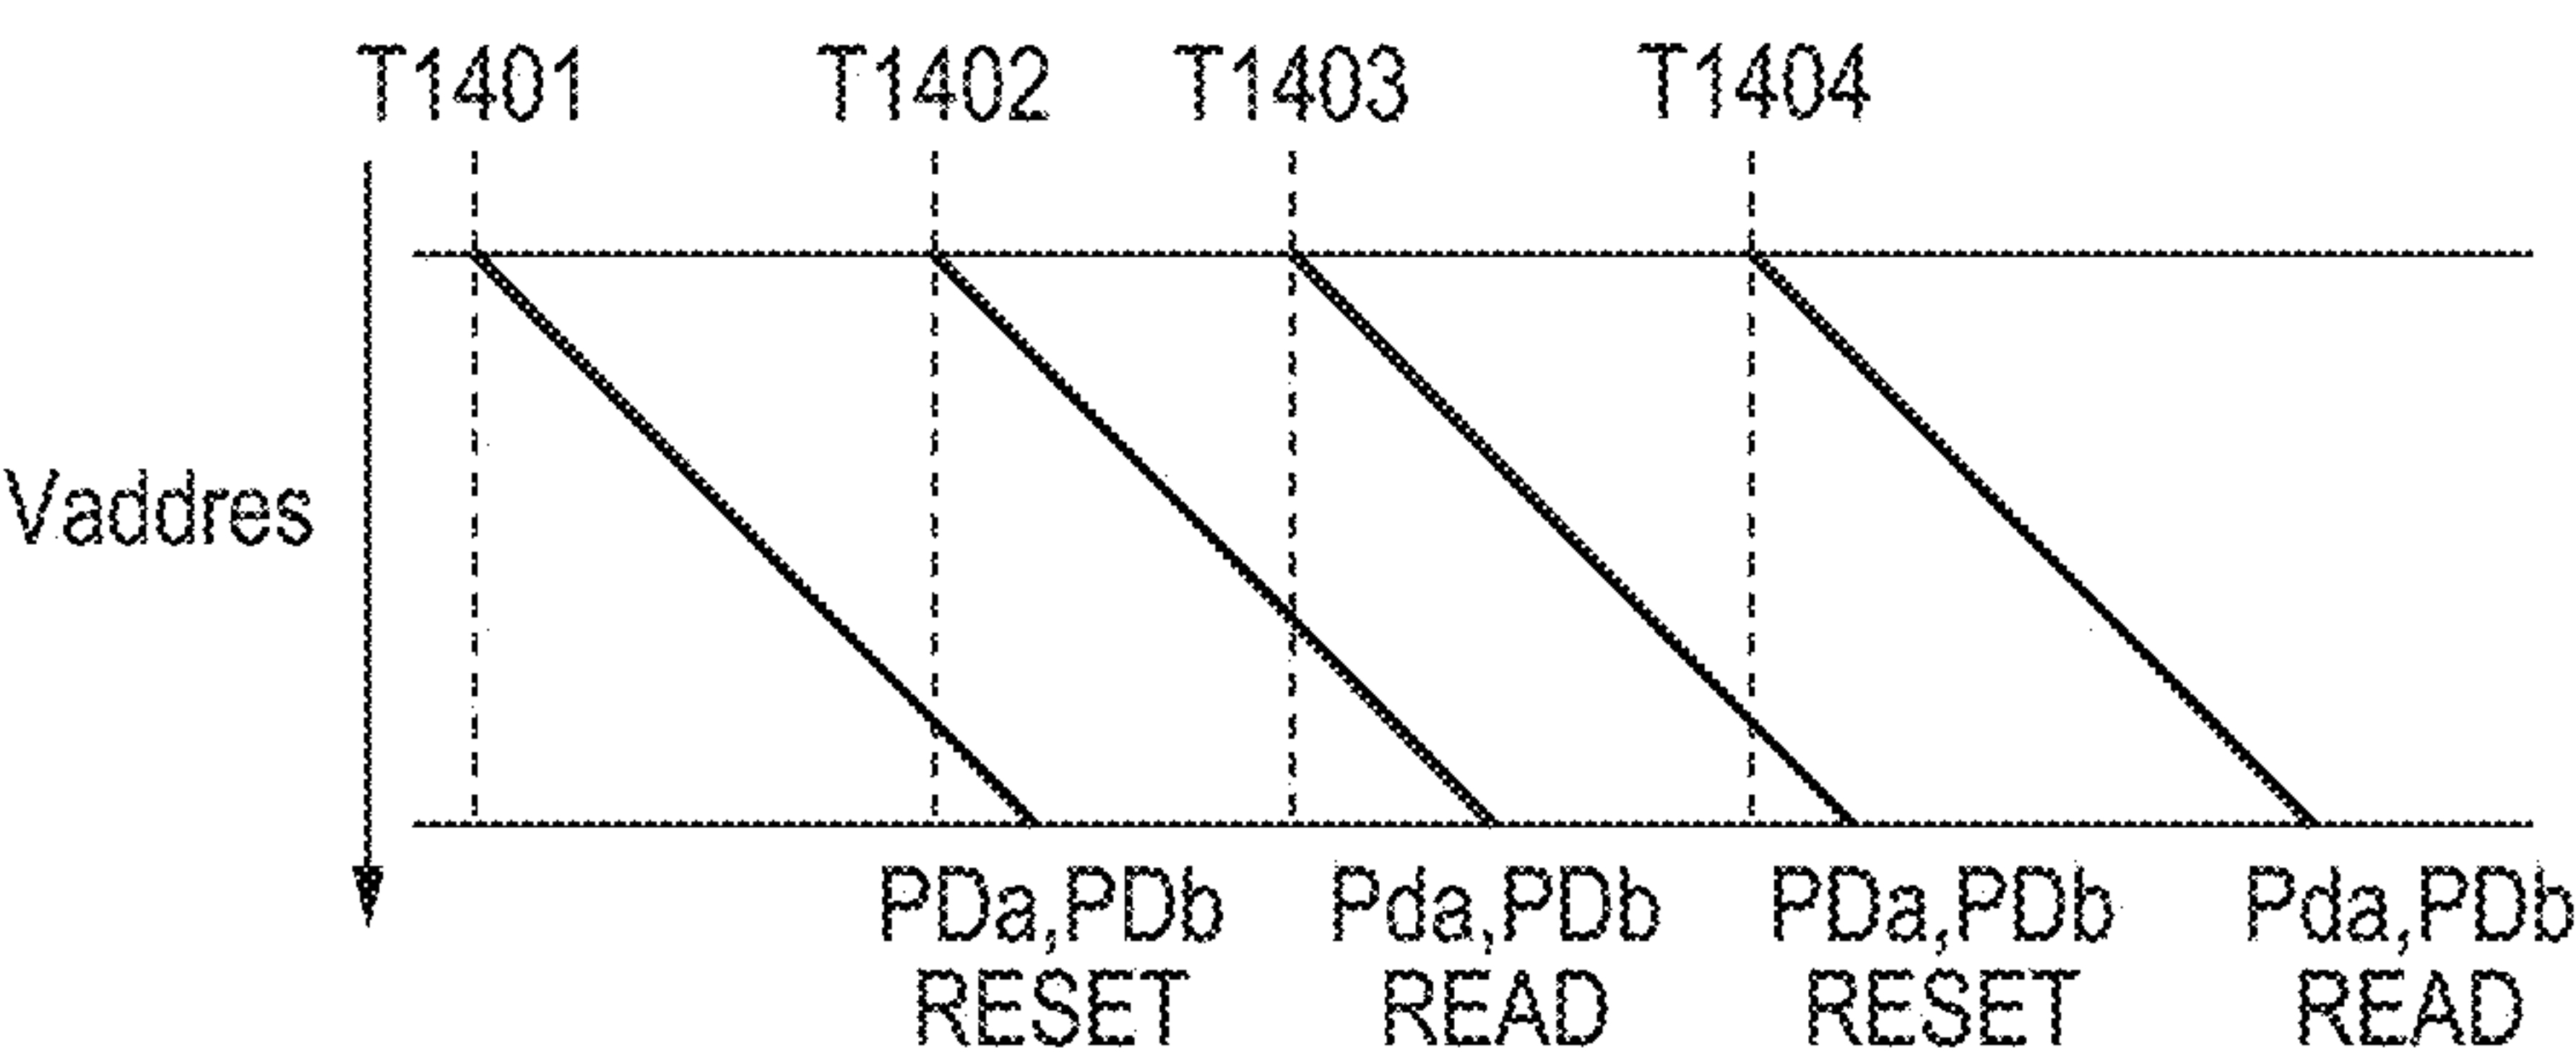 T1401 T1402 T1403 T1404
Vaddres
PDa,PDb Pda,PDb PDa,PDb Pda,PDb
RESET READ RESET READ